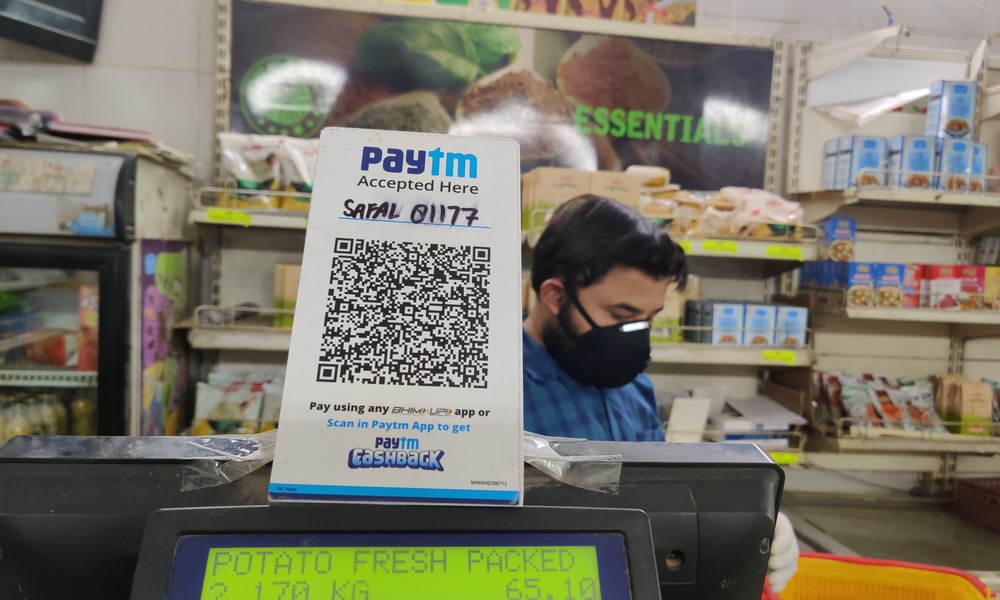 ESSENTIALS
paytm
Accepted Here
SAFAL 01177
Pay using any BHIM UPI app or
Scan in Paytm App to get
paytm
CASHBACK
POTATO FRESH PACKED
2.170 KG 65.10